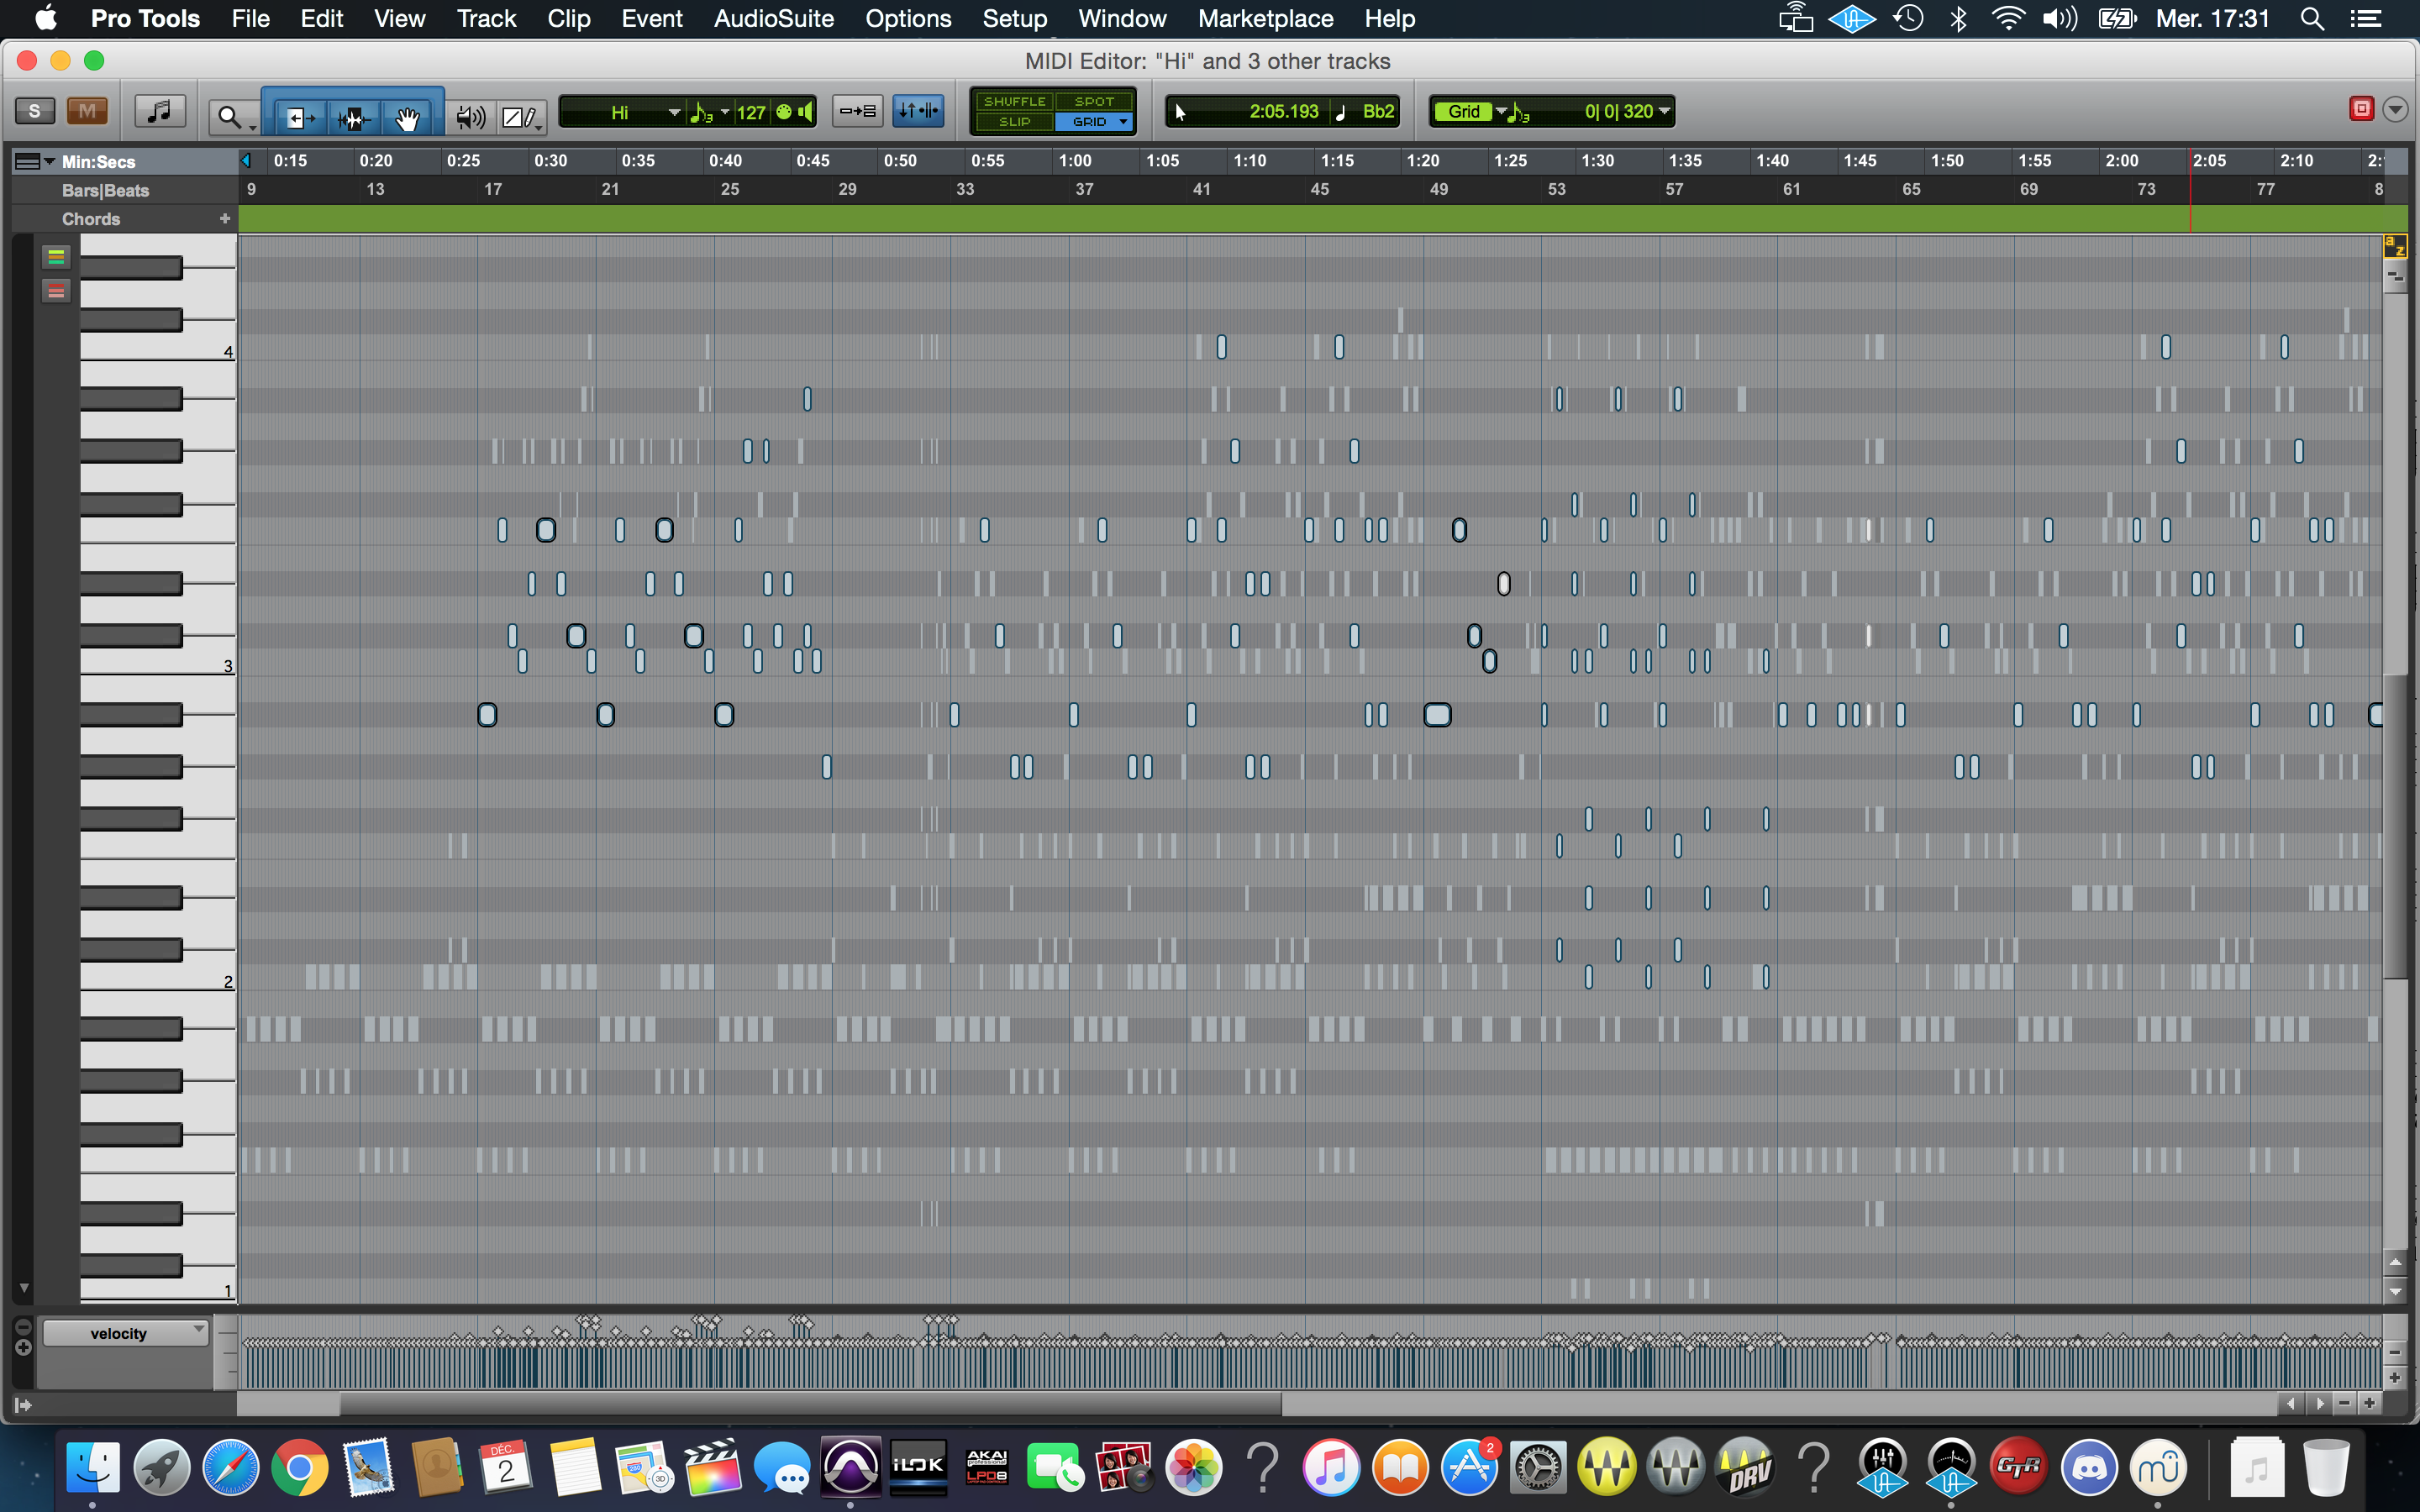 Pro Tools File Edit View Track Clip Event AudioSuite Options Setup Window Marketplace Help Mer. 17:31
MIDI Editor: "Hi" and 3 other tracks
S M Hi 127 SHUFFLE SPOT 2:05.193 Bb2 Grid 0| 0| 320
SLIP GRID
Min:Secs 0:15 0:20 0:25 0:30 0:35 0:40 0:45 0:50 0:55 1:00 1:05 1:10 1:15 1:20 1:25 1:30 1:35 1:40 1:45 1:50 1:55 2:00 2:05 2:10 2:
Bars|Beats 9 13 17 21 25 29 33 37 41 45 49 53 57 61 65 69 73 77 8
Chords +
a z
4
3
2
1
velocity
DÉC.
2
280
3D
iLOK
AKAI
professional
LPD8
2
DRV
GTR